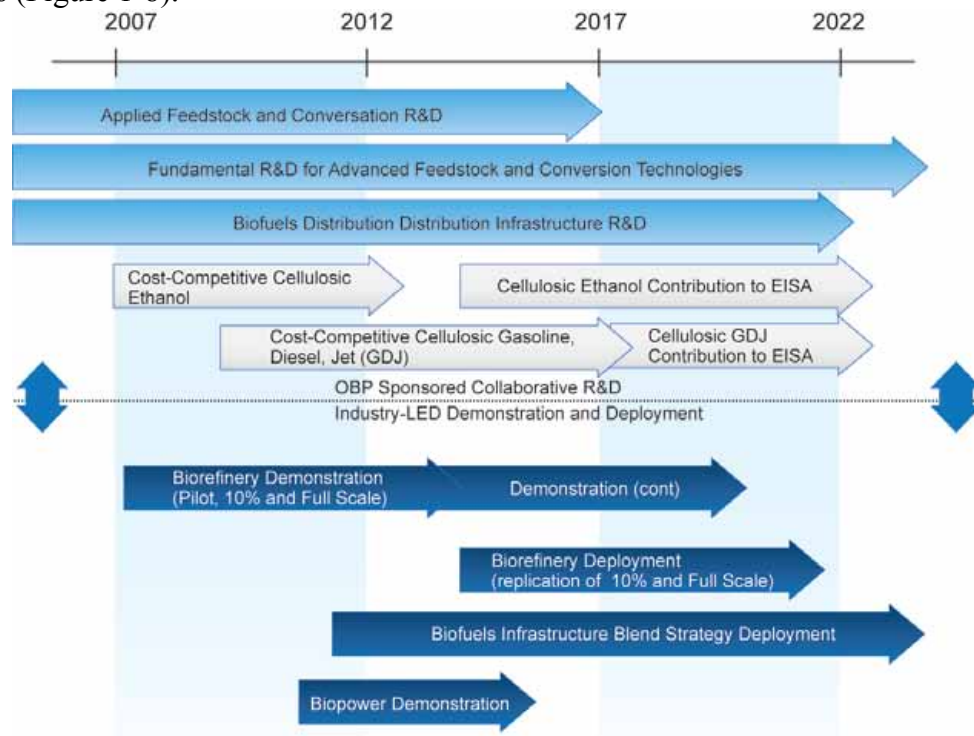 (Figure
2007 2012 2017 2022
Applied Feedstock and Conversation R&D
Fundamental R&D for Advanced Feedstock and Conversion Technologies
Biofuels Distribution Distribution Infrastructure R&D
Cost-Competitive Cellulosic
Ethanol
Cellulosic Ethanol Contribution to EISA
Cost-Competitive Cellulosic Gasoline,
Diesel, Jet (GDJ)
Cellulosic GDJ
Contribution to EISA
OBP Sponsored Collaborative R&D
Industry-LED Demonstration and Deployment
Biorefinery Demonstration
(Pilot, 10% and Full Scale)
Demonstration (cont)
Biorefinery Deployment
(replication of 10% and Full Scale)
Biofuels Infrastructure Blend Strategy Deployment
Biopower Demonstration